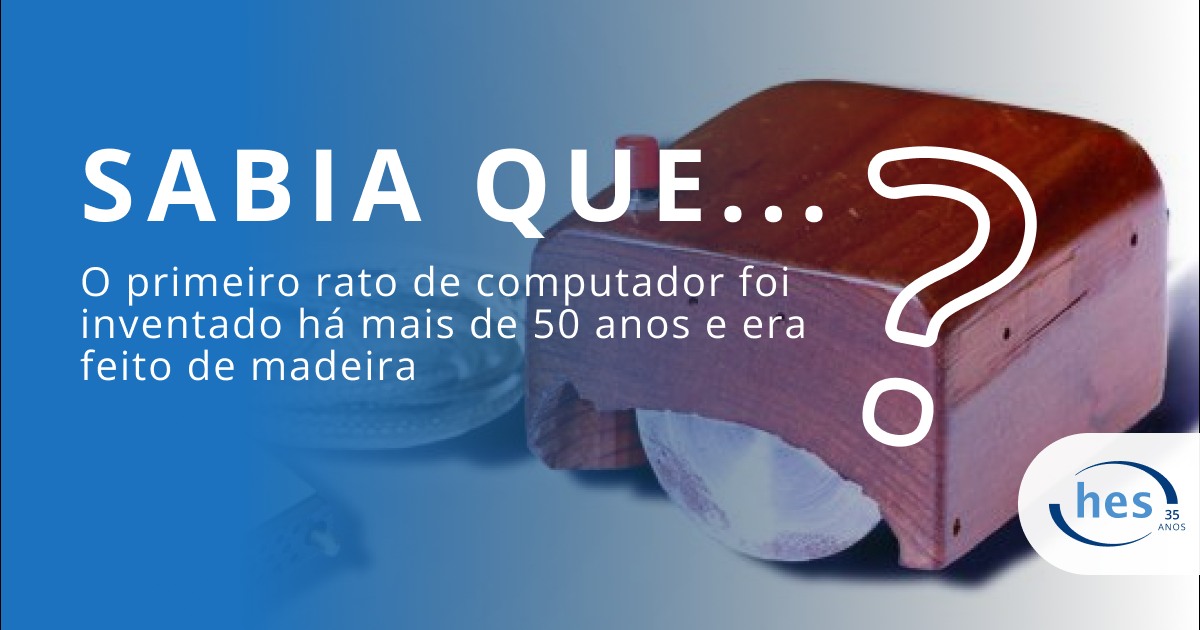 SABIA QUE...
?
O primeiro rato de computador foi
inventado há mais de 50 anos e era
feito de madeira
hes
35
ANOS